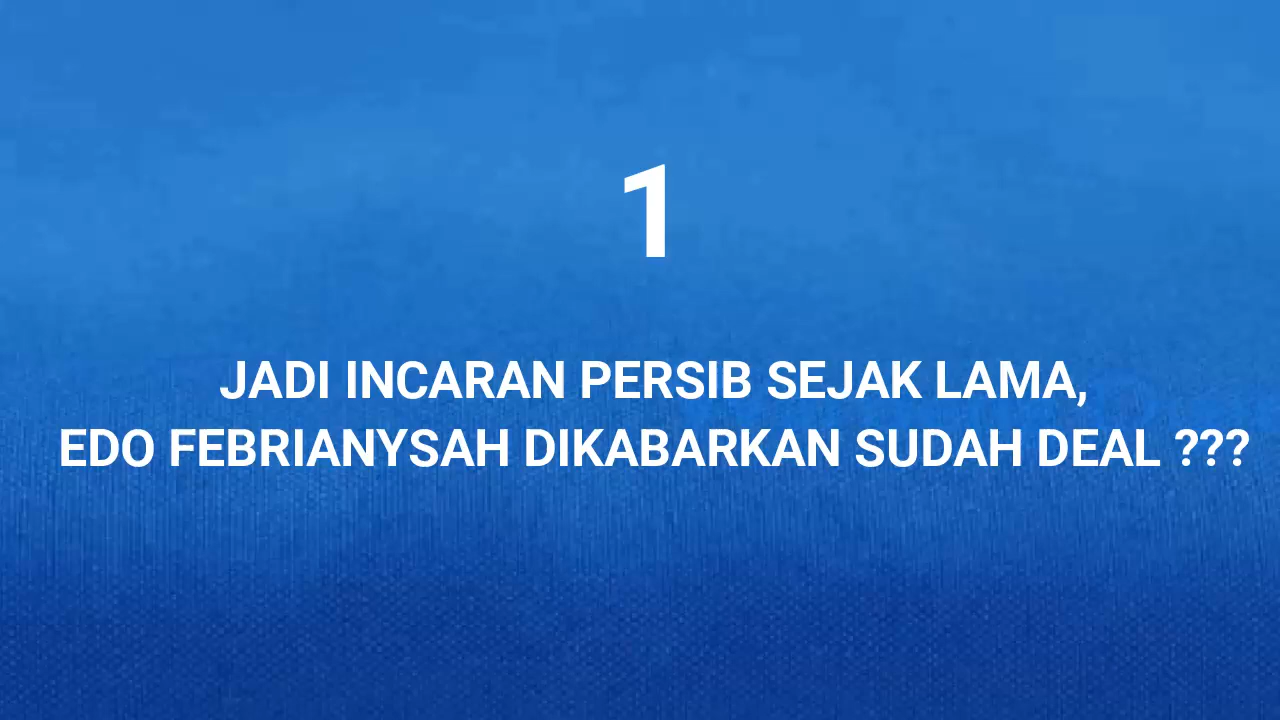 1
JADI INCARAN PERSIB SEJAK LAMA,
EDO FEBRIANYSAH DIKABARKAN SUDAH DEAL ???